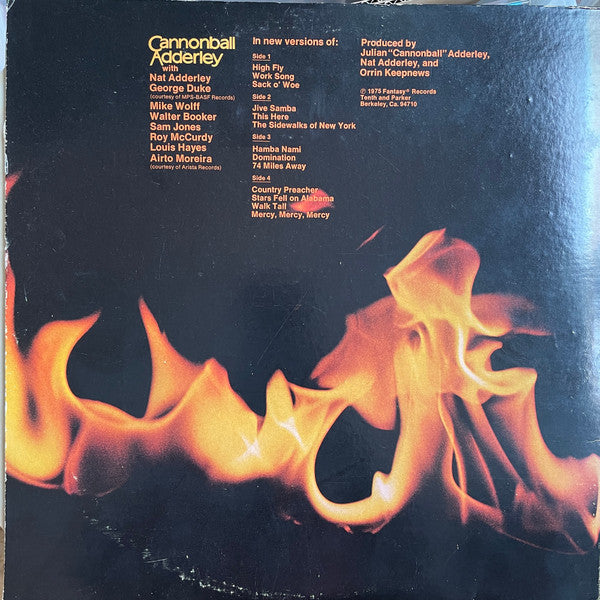 Cannonball
Adderley
with
Nat Adderley
George Duke
(courtesy of MPS-BASF Records)
Mike Wolff
Walter Booker
Sam Jones
Roy McCurdy
Louis Hayes
Airto Moreira
(courtesy of Arista Records)
In new versions of:
Side 1
High Fly
Work Song
Sack o' Woe
Side 2
Jive Samba
This Here
The Sidewalks of New York
Side 3
Hamba Nami
Domination
74 Miles Away
Side 4
Country Preacher
Stars Fell on Alabama
Walk Tall
Mercy, Mercy, Mercy
Produced by
Julian "Cannonball" Adderley,
Nat Adderley, and
Orrin Keepnews
℗ 1975 Fantasy® Records
Tenth and Parker
Berkeley, Ca. 94710